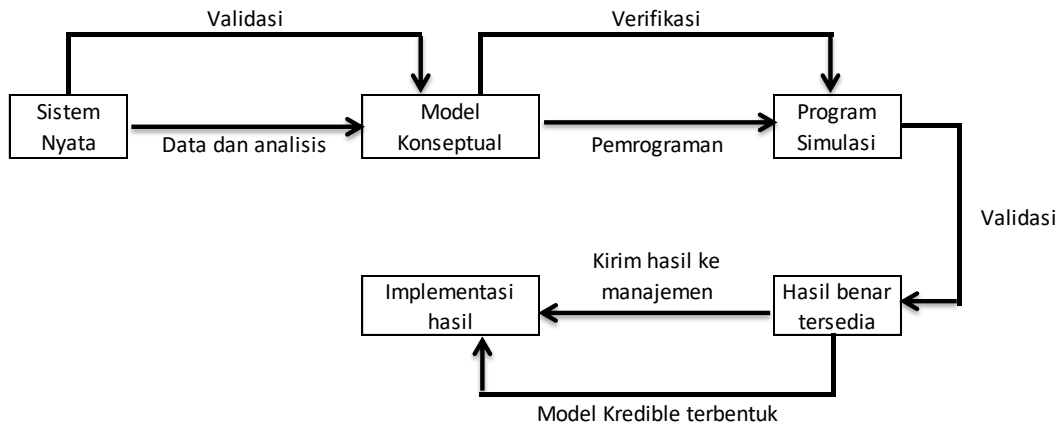 Validasi
Verifikasi
Sistem
Nyata
Data dan analisis
Model
Konseptual
Pemrograman
Program
Simulasi
Validasi
Implementasi
hasil
Kirim hasil ke
manajemen
Hasil benar
tersedia
Model Kredible terbentuk